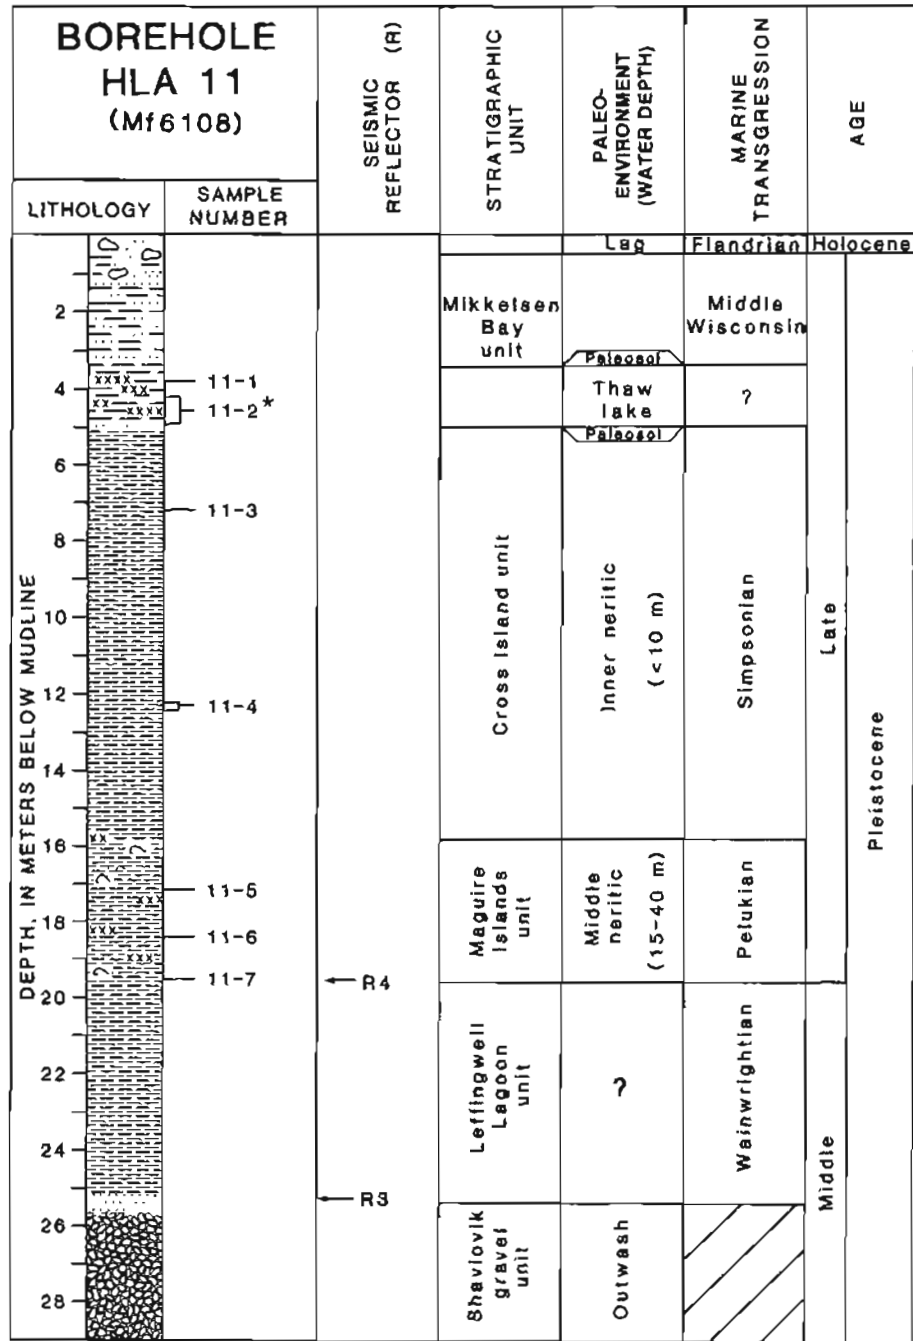 BOREHOLE
HLA 11
(Mf6108)
SEISMIC
REFLECTOR (R)
STRATIGRAPHIC
UNIT
PALEO-
ENVIRONMENT
(WATER DEPTH)
MARINE
TRANSGRESSION
AGE
LITHOLOGY
SAMPLE
NUMBER
DEPTH, IN METERS BELOW MUDLINE
2
4
6
8
10
12
14
16
18
20
22
24
26
28
11-1
11-2*
11-3
11-4
11-5
11-6
11-7
R4
R3
Mikkelsen
Bay
unit
Cross Island unit
Maguire
Islands
unit
Leffingwell
Lagoon
unit
Shaviovik
gravel
unit
Lag
Paleosol
Thaw
lake
Paleosol
Inner neritic
(<10 m)
Middle
neritic
(15-40 m)
?
Outwash
Flandrian
Middle
Wisconsin
?
Simpsonian
Pelukian
Wainwrightian
Holocene
Late
Middle
Pleistocene